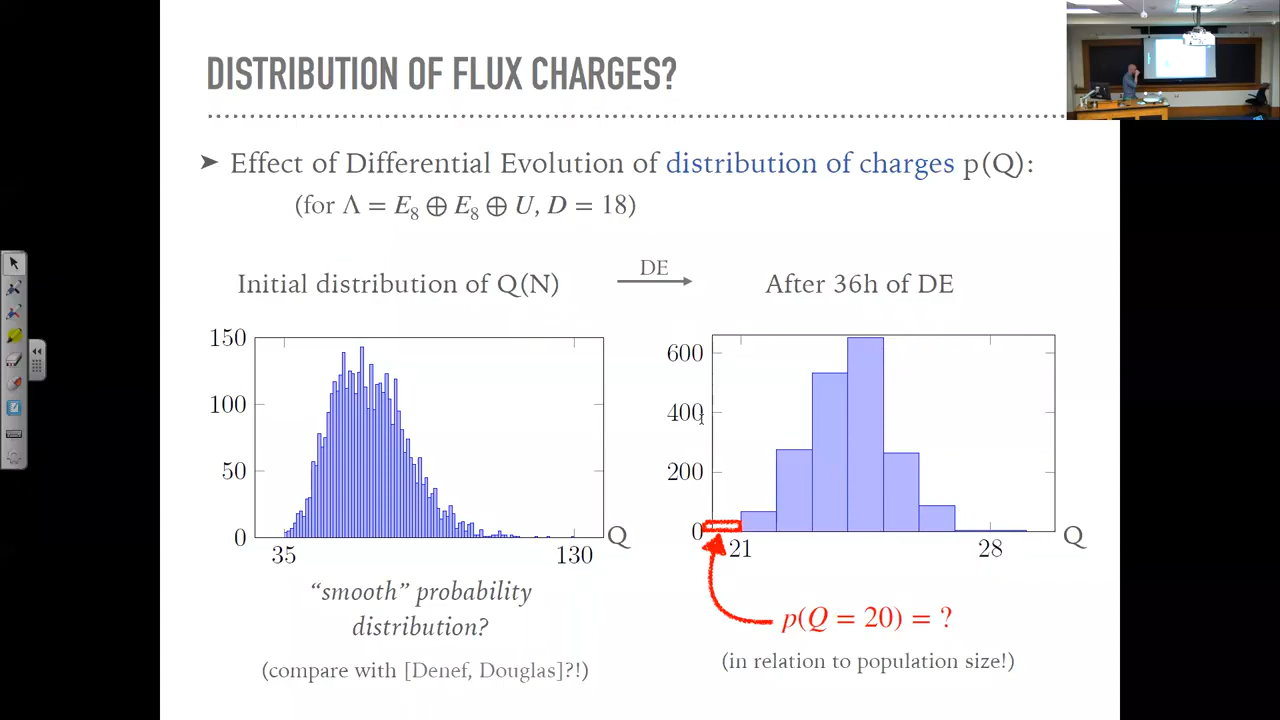 DISTRIBUTION OF FLUX CHARGES?
➤ Effect of Differential Evolution of distribution of charges p(Q):
(for Λ = E₈ ⊕ E₈ ⊕ U, D = 18)
Initial distribution of Q(N)
DE
After 36h of DE
150
100
50
0
35
130
Q
600
400
200
0
21
28
Q
“smooth” probability
distribution?
(compare with [Denef, Douglas]?!)
p(Q = 20) = ?
(in relation to population size!)